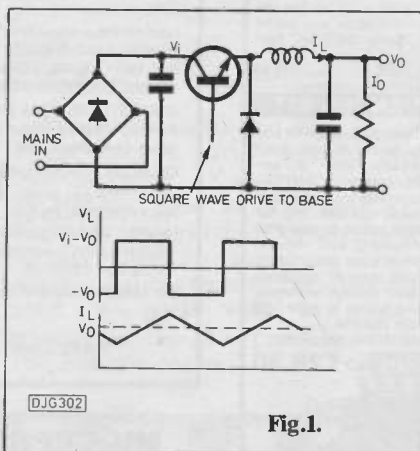 Vi
IL
VO
IO
MAINS
IN
SQUARE WAVE DRIVE TO BASE
VL
Vi-VO
-VO
IL
VO
DJG302
Fig.1.